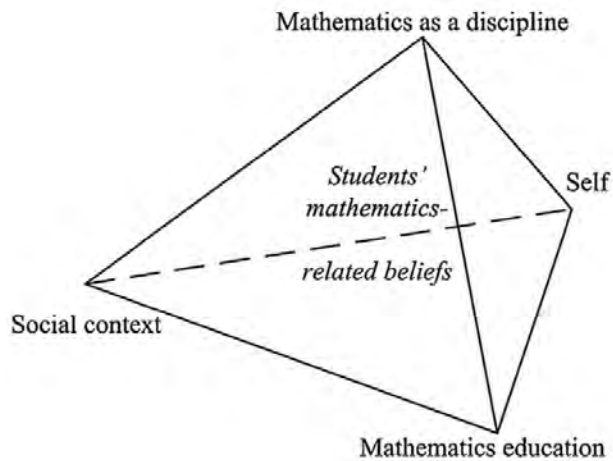 Mathematics as a discipline
Students’
mathematics-
Self
related beliefs
Social context
Mathematics education